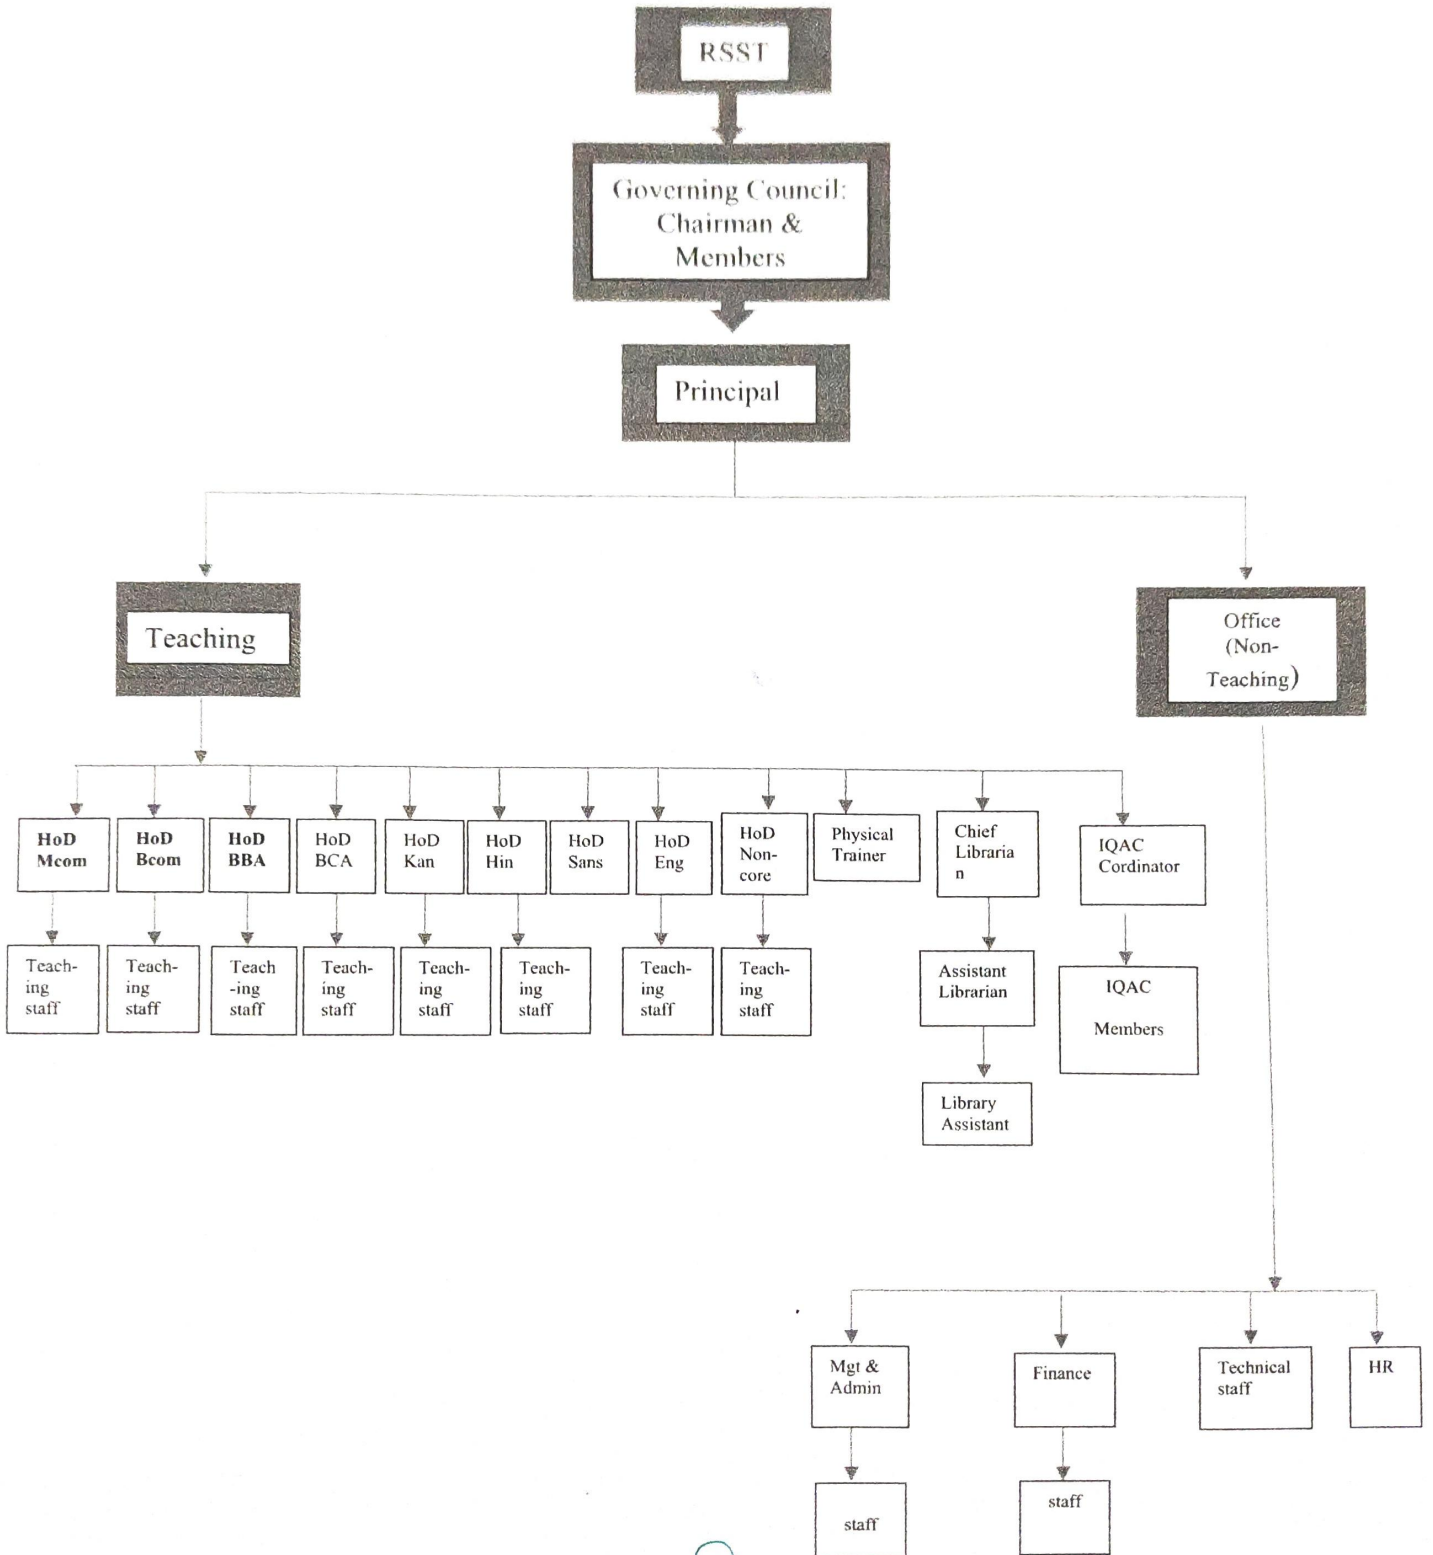 RSST
Governing Council:
Chairman &
Members
Principal
Teaching
Office
(Non-
Teaching)
HoD
Mcom
HoD
Bcom
HoD
BBA
HoD
BCA
HoD
Kan
HoD
Hin
HoD
Sans
HoD
Eng
HoD
Non-
core
Physical
Trainer
Chief
Libraria
n
IQAC
Cordinator
Teach-
ing
staff
Teach-
ing
staff
Teach
-ing
staff
Teach-
ing
staff
Teach-
ing
staff
Teach-
ing
staff
Teach-
ing
staff
Teach-
ing
staff
Assistant
Librarian
IQAC
Members
Library
Assistant
Mgt &
Admin
Finance
Technical
staff
HR
staff
staff